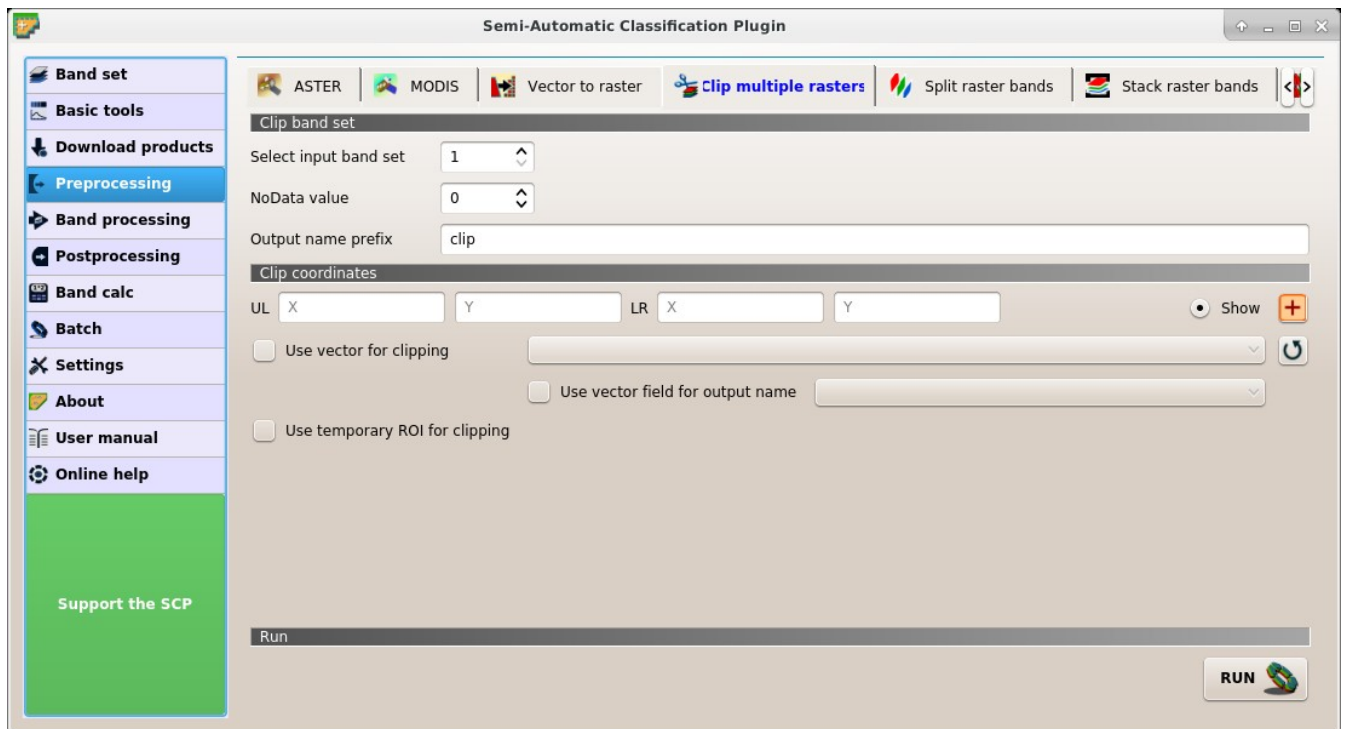 Semi-Automatic Classification Plugin
Band set
Basic tools
Download products
Preprocessing
Band processing
Postprocessing
Band calc
Batch
Settings
About
User manual
Online help
Support the SCP
ASTER MODIS Vector to raster Clip multiple rasters Split raster bands Stack raster bands
Clip band set
Select input band set 1
NoData value 0
Output name prefix clip
Clip coordinates
UL X Y LR X Y Show
Use vector for clipping
Use vector field for output name
Use temporary ROI for clipping
Run
RUN